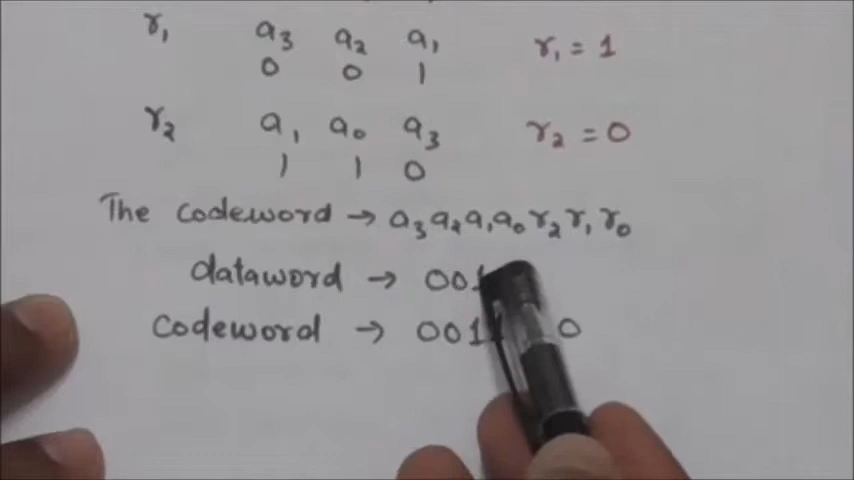 r₁ a₃ a₂ a₁ r₁ = 1
0 0 1
r₂ a₁ a₀ a₃ r₂ = 0
1 1 0
The codeword → a₃a₂a₁a₀r₂r₁r₀
dataword → 001
codeword → 0011 0